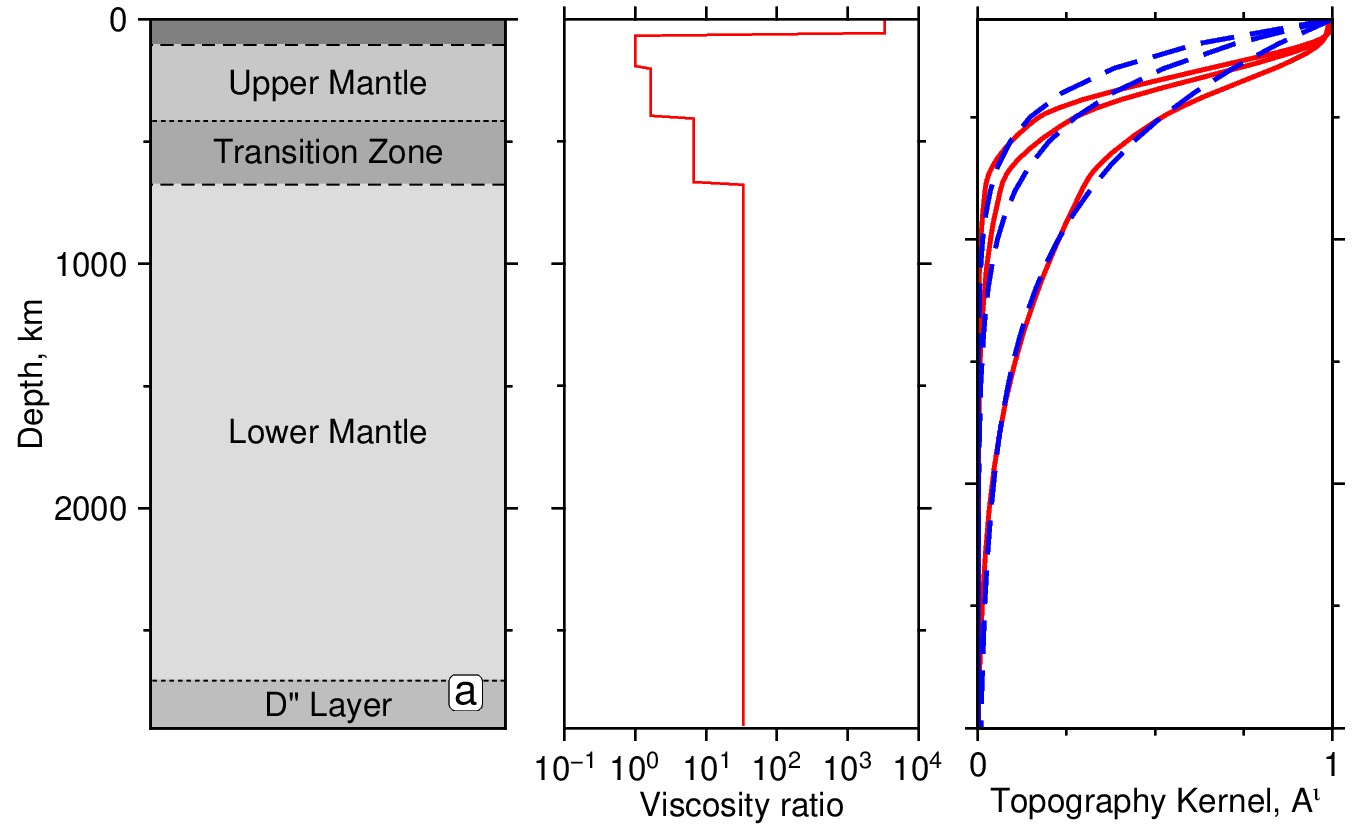 0
1000
2000
Depth, km
Upper Mantle
Transition Zone
Lower Mantle
D" Layer
a
10⁻¹ 10⁰ 10¹ 10² 10³ 10⁴
Viscosity ratio
0 1
Topography Kernel, Aᶥ